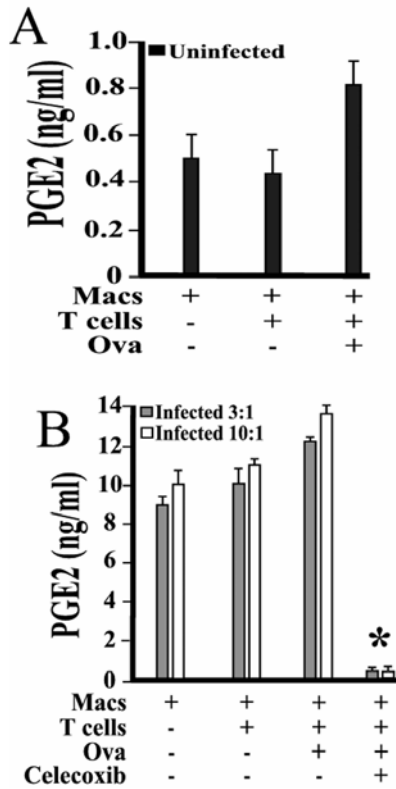 A
PGE2 (ng/ml)
1.0
0.8
0.6
0.4
0.2
0
Uninfected
Macs + + +
T cells - + +
Ova - - +
B
PGE2 (ng/ml)
14
12
10
8
6
4
2
0
Infected 3:1
Infected 10:1
*
Macs + + + +
T cells - + + +
Ova - - + +
Celecoxib - - - +